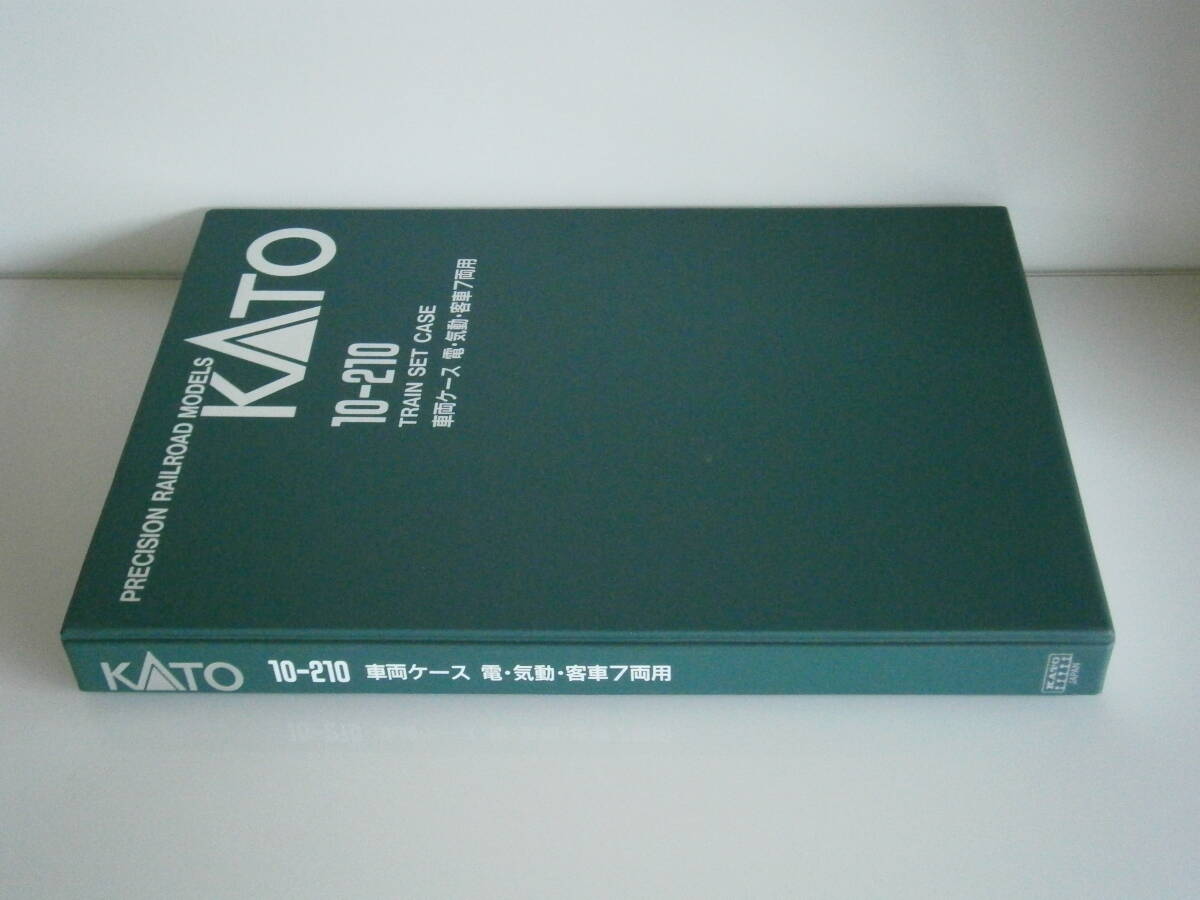 PRECISION RAILROAD MODELS
KATO
10-210
TRAIN SET CASE
車両ケース 電・気動・客車7両用
KATO 10-210 車両ケース 電・気動・客車7両用
KATO
JAPAN